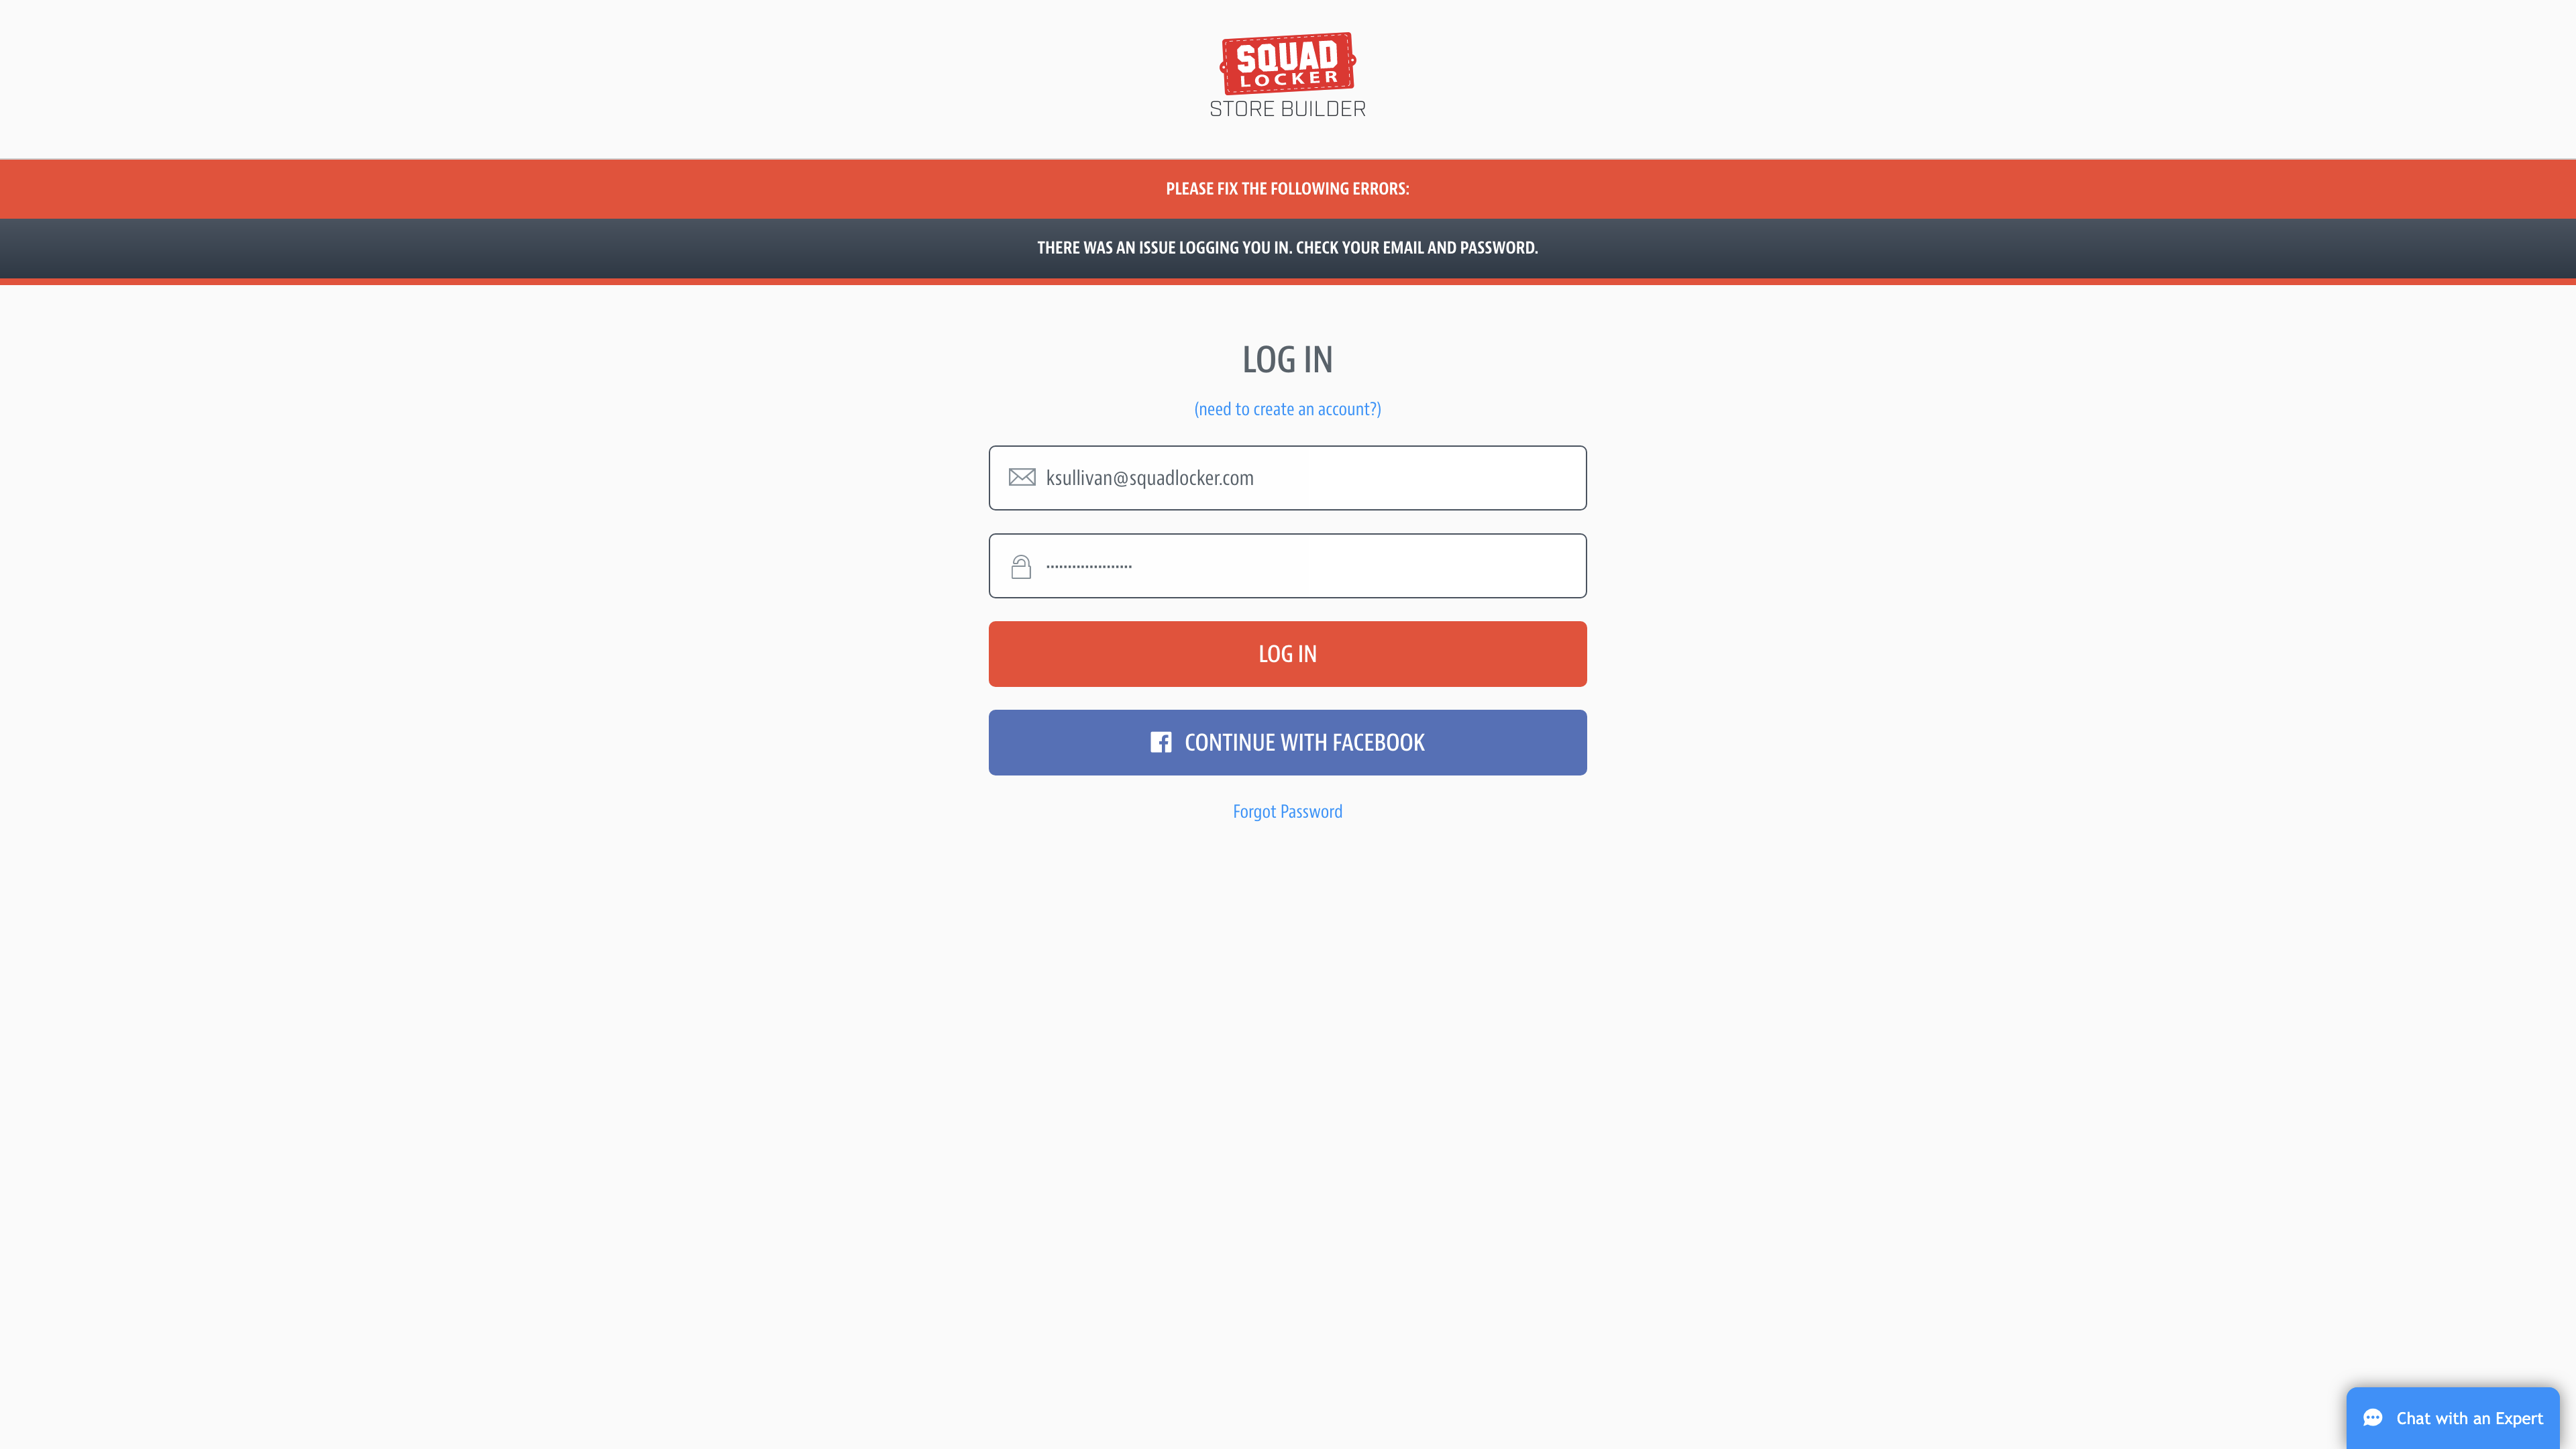 SQUAD
LOCKER
STORE BUILDER
PLEASE FIX THE FOLLOWING ERRORS:
THERE WAS AN ISSUE LOGGING YOU IN. CHECK YOUR EMAIL AND PASSWORD.
LOG IN
(need to create an account?)
ksullivan@squadlocker.com
LOG IN
CONTINUE WITH FACEBOOK
Forgot Password
Chat with an Expert